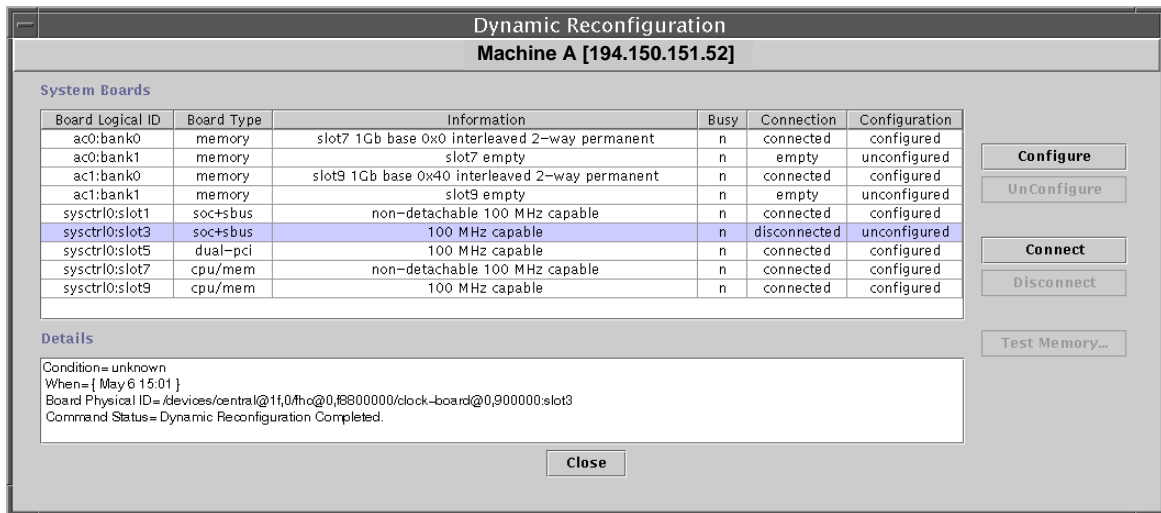 Dynamic Reconfiguration
Machine A [194.150.151.52]
System Boards
Board Logical ID Board Type Information Busy Connection Configuration
ac0:bank0 memory slot7 1Gb base 0x0 interleaved 2-way permanent n connected configured
ac0:bank1 memory slot7 empty n empty unconfigured
ac1:bank0 memory slot9 1Gb base 0x40 interleaved 2-way permanent n connected configured
ac1:bank1 memory slot9 empty n empty unconfigured
sysctrl0:slot1 soc+sbus non-detachable 100 MHz capable n connected configured
sysctrl0:slot3 soc+sbus 100 MHz capable n disconnected unconfigured
sysctrl0:slot5 dual-pci 100 MHz capable n connected configured
sysctrl0:slot7 cpu/mem non-detachable 100 MHz capable n connected configured
sysctrl0:slot9 cpu/mem 100 MHz capable n connected configured
Configure
UnConfigure
Connect
Disconnect
Test Memory...
Details
Condition= unknown
When= { May 6 15:01 }
Board Physical ID= /devices/central@1f,0/fhc@0,f8800000/clock-board@0,900000:slot3
Command Status= Dynamic Reconfiguration Completed.
Close